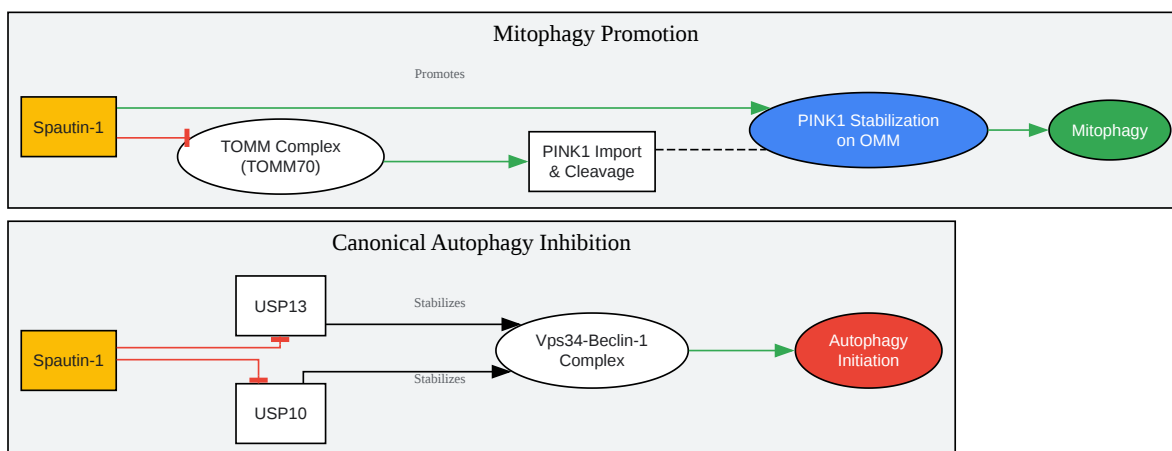 Mitophagy Promotion
Promotes
Spautin-1
TOMM Complex
(TOMM70)
PINK1 Import
& Cleavage
PINK1 Stabilization
on OMM
Mitophagy
Canonical Autophagy Inhibition
USP13
Stabilizes
Spautin-1
Vps34-Beclin-1
Complex
Autophagy
Initiation
Stabilizes
USP10